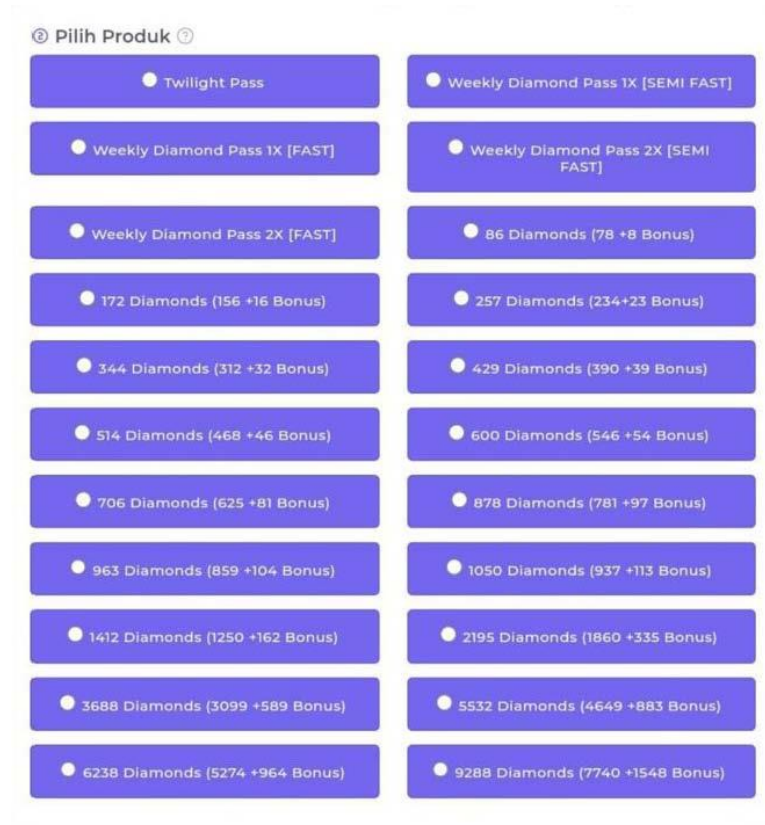 ② Pilih Produk ?
Twilight Pass
Weekly Diamond Pass 1X [SEMI FAST]
Weekly Diamond Pass 1X [FAST]
Weekly Diamond Pass 2X [SEMI
FAST]
Weekly Diamond Pass 2X [FAST]
86 Diamonds (78 +8 Bonus)
172 Diamonds (156 +16 Bonus)
257 Diamonds (234+23 Bonus)
344 Diamonds (312 +32 Bonus)
429 Diamonds (390 +39 Bonus)
514 Diamonds (468 +46 Bonus)
600 Diamonds (546 +54 Bonus)
706 Diamonds (625 +81 Bonus)
878 Diamonds (781 +97 Bonus)
963 Diamonds (859 +104 Bonus)
1050 Diamonds (937 +113 Bonus)
1412 Diamonds (1250 +162 Bonus)
2195 Diamonds (1860 +335 Bonus)
3688 Diamonds (3099 +589 Bonus)
5532 Diamonds (4649 +883 Bonus)
6238 Diamonds (5274 +964 Bonus)
9288 Diamonds (7740 +1548 Bonus)